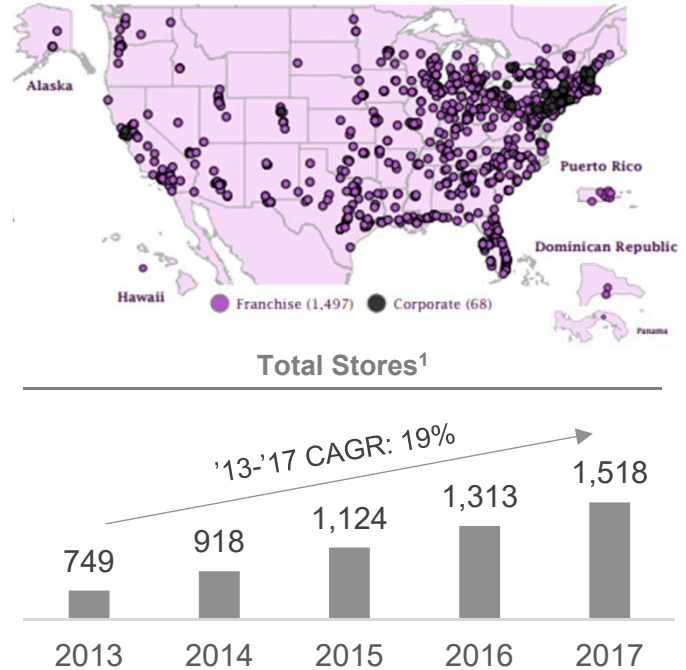 Alaska
Puerto Rico
Dominican Republic
Hawaii
Franchise (1,497) Corporate (68)
Panama
Total Stores¹
'13-'17 CAGR: 19%
749 918 1,124 1,313 1,518
2013 2014 2015 2016 2017